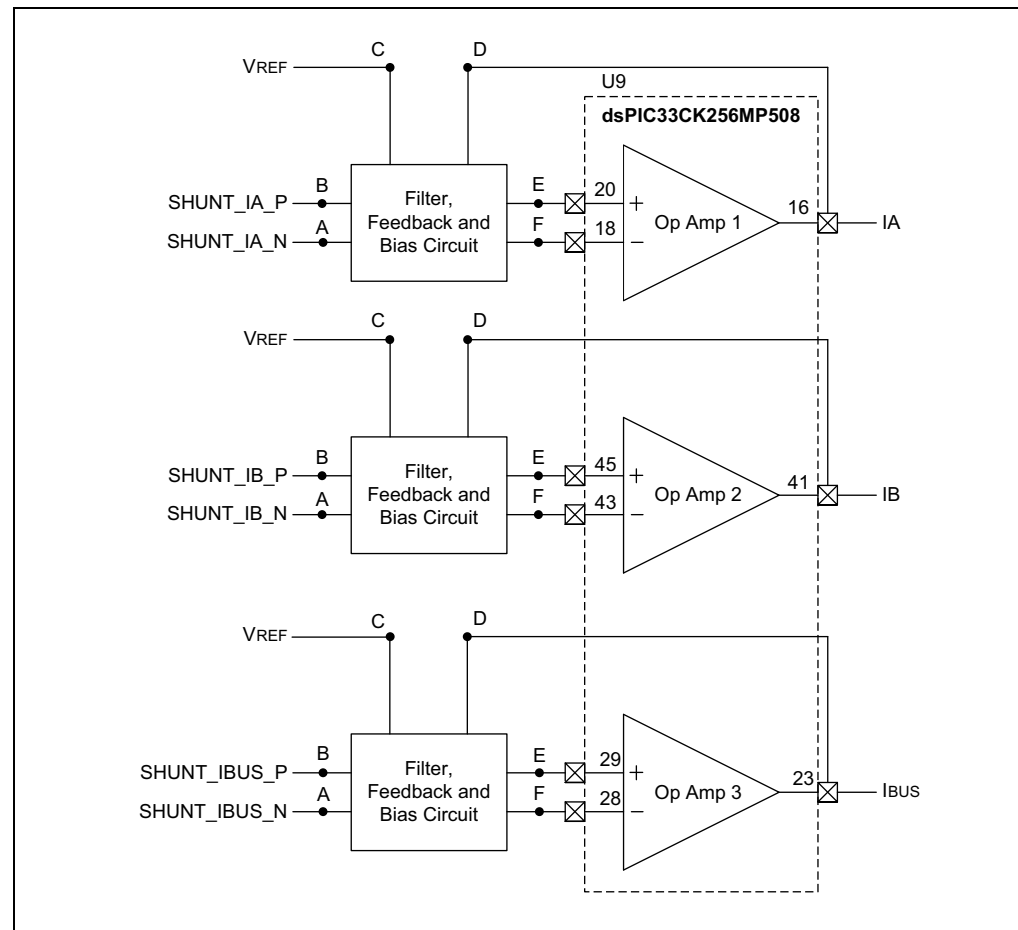 C
D
VREF
U9
dsPIC33CK256MP508
B
E
20
SHUNT_IA_P
Filter,
Feedback and
Bias Circuit
+
Op Amp 1
16
IA
A
F
18
SHUNT_IA_N
−
C
D
VREF
B
E
45
SHUNT_IB_P
Filter,
Feedback and
Bias Circuit
+
Op Amp 2
41
IB
A
F
43
SHUNT_IB_N
−
C
D
VREF
B
E
29
SHUNT_IBUS_P
Filter,
Feedback and
Bias Circuit
+
Op Amp 3
23
IBUS
A
F
28
SHUNT_IBUS_N
−